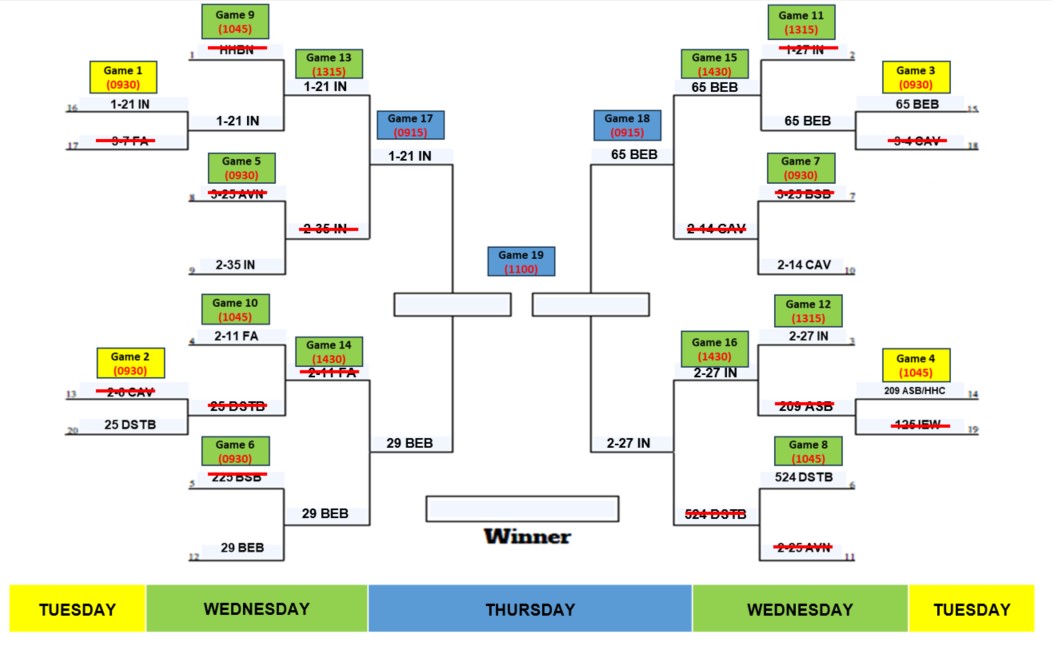 Game 9
(1045)
1
HHBN
Game 13
(1315)
1-21 IN
Game 1
(0930)
16
1-21 IN
1-21 IN
17
3-7 FA
Game 17
(0915)
1-21 IN
Game 5
(0930)
8
3-25 AVN
2-35 IN
9
2-35 IN
Game 10
(1045)
4
2-11 FA
Game 14
(1430)
2-11 FA
Game 2
(0930)
13
2-6 CAV
25 DSTB
20
25 DSTB
29 BEB
Game 6
(0930)
5
225 BSB
29 BEB
12
29 BEB
Game 19
(1100)
Winner
Game 11
(1315)
1-27 IN
2
Game 15
(1430)
65 BEB
Game 3
(0930)
65 BEB
15
65 BEB
3-4 CAV
18
Game 18
(0915)
65 BEB
Game 7
(0930)
3-25 BSB
7
2-14 CAV
2-14 CAV
10
Game 12
(1315)
2-27 IN
3
Game 16
(1430)
2-27 IN
Game 4
(1045)
209 ASB/HHC
14
209 ASB
125 IEW
19
2-27 IN
Game 8
(1045)
524 DSTB
6
524 DSTB
2-25 AVN
11
TUESDAY
WEDNESDAY
THURSDAY
WEDNESDAY
TUESDAY